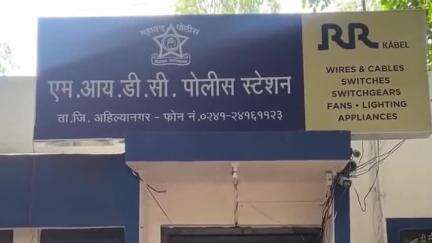 महाराष्ट्र पोलीस
एम.आय.डी.सी. पोलीस स्टेशन
ता.जि. अहिल्यानगर - फोन नं.०२४१-२४१६११२३
RR KABEL
WIRES & CABLES
SWITCHES
SWITCHGEARS
FANS • LIGHTING
APPLIANCES